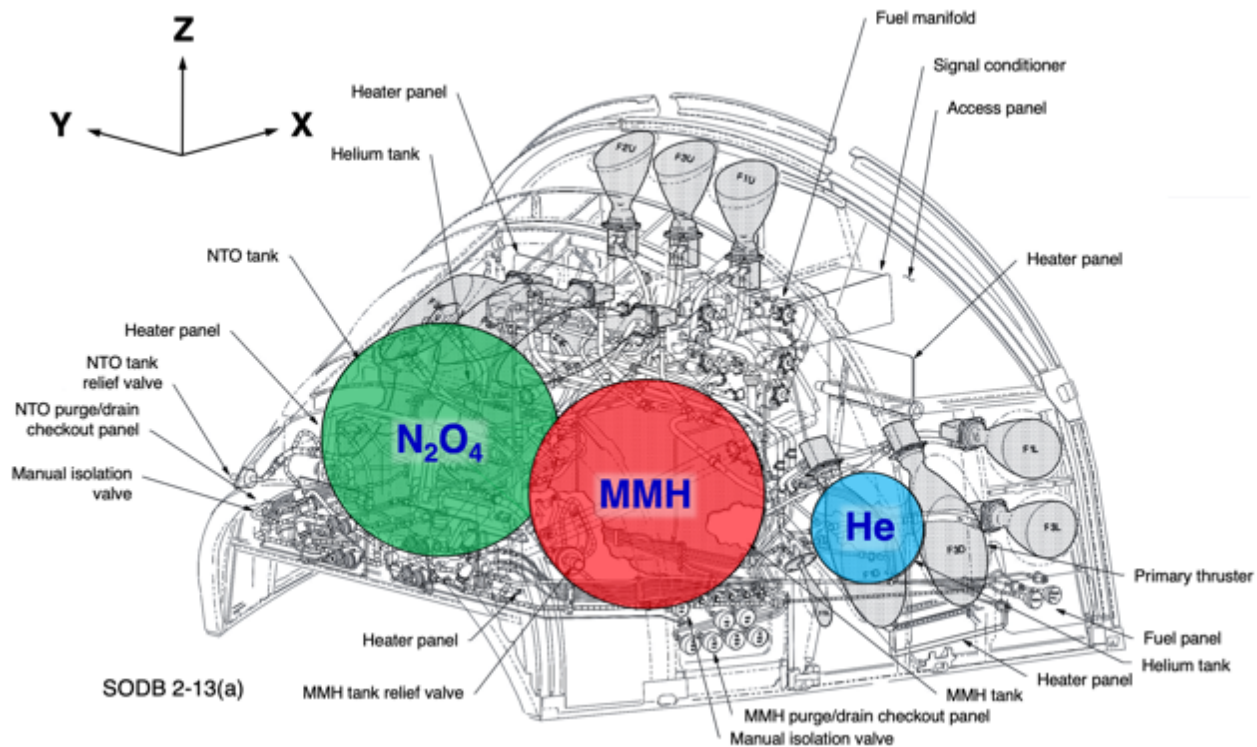 Z
Y
X
Fuel manifold
Signal conditioner
Access panel
Heater panel
Helium tank
F2U
F3U
F1U
NTO tank
Heater panel
Heater panel
NTO tank
relief valve
NTO purge/drain
checkout panel
Manual isolation
valve
N₂O₄
MMH
He
F1L
F3L
F3D
F1D
Primary thruster
Fuel panel
Helium tank
Heater panel
MMH tank
Heater panel
MMH tank relief valve
MMH purge/drain checkout panel
Manual isolation valve
SODB 2-13(a)